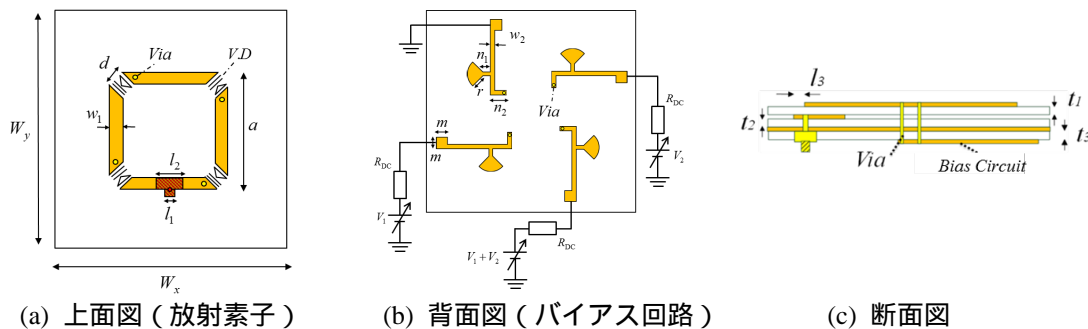 Via
V.D
d
w1
a
Wy
l2
l1
Wx
(a) 上面図（放射素子）
w2
n1
r
n2
Via
RDC
V2
m
m
RDC
V1
RDC
V1 + V2
(b) 背面図（バイアス回路）
l3
t1
t2
t3
Via
Bias Circuit
(c) 断面図